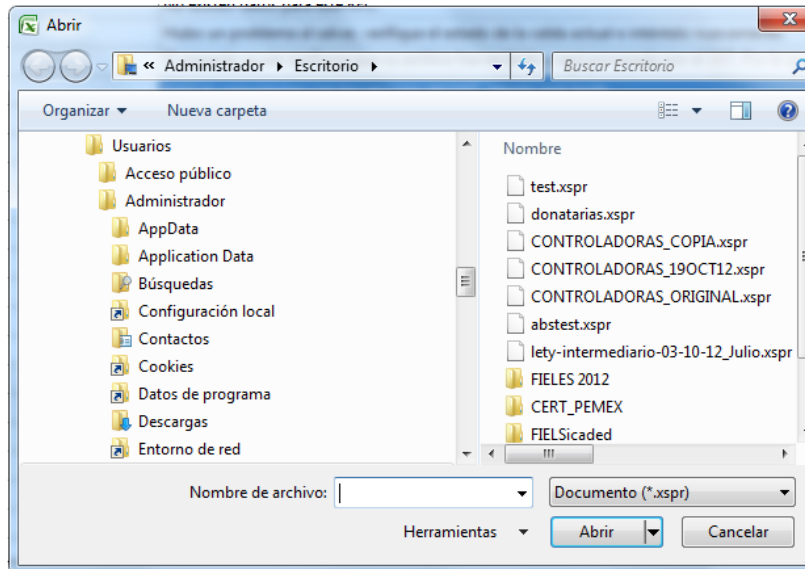 Abrir
« Administrador ▸ Escritorio ▸
Buscar Escritorio
Organizar
Nueva carpeta
Usuarios
Acceso público
Administrador
AppData
Application Data
Búsquedas
Configuración local
Contactos
Cookies
Datos de programa
Descargas
Entorno de red
Nombre
test.xspr
donatarias.xspr
CONTROLADORAS_COPIA.xspr
CONTROLADORAS_19OCT12.xspr
CONTROLADORAS_ORIGINAL.xspr
abstest.xspr
lety-intermediario-03-10-12_Julio.xspr
FIELES 2012
CERT_PEMEX
FIELSicaded
Nombre de archivo:
Documento (*.xspr)
Herramientas
Abrir
Cancelar